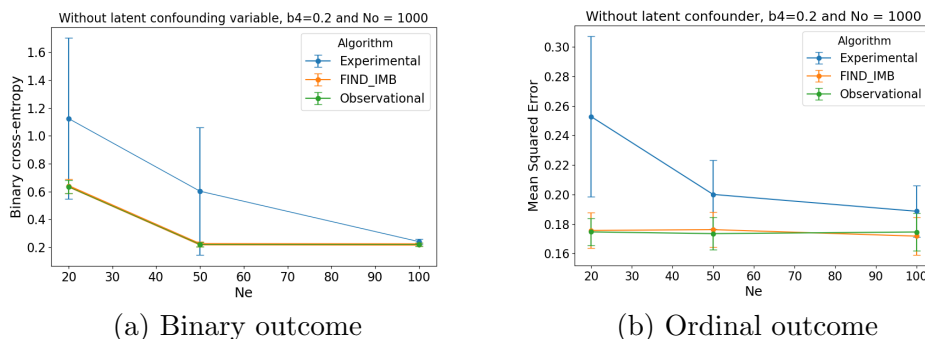 Without latent confounding variable, b4=0.2 and No = 1000
Binary cross-entropy
1.6
1.4
1.2
1.0
0.8
0.6
0.4
0.2
Algorithm
Experimental
FIND_IMB
Observational
20 30 40 50 60 70 80 90 100
Ne
(a) Binary outcome
Without latent confounder, b4=0.2 and No = 1000
Mean Squared Error
0.30
0.28
0.26
0.24
0.22
0.20
0.18
0.16
Algorithm
Experimental
FIND_IMB
Observational
20 30 40 50 60 70 80 90 100
Ne
(b) Ordinal outcome